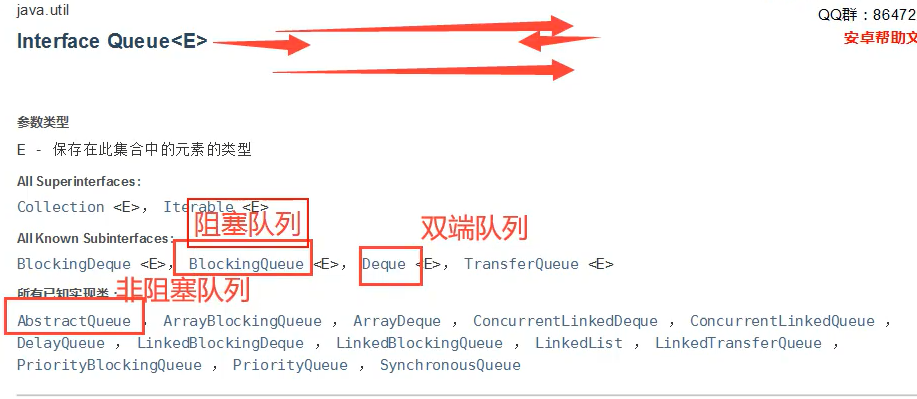 java.util
QQ群：86472
Interface Queue<E>
安卓帮助文
参数类型
E - 保存在此集合中的元素的类型
All Superinterfaces:
Collection <E>， Iterable <E>
阻塞队列
双端队列
All Known Subinterfaces:
BlockingDeque <E>， BlockingQueue <E>， Deque <E>， TransferQueue <E>
所有已知实现类：
非阻塞队列
AbstractQueue ， ArrayBlockingQueue ， ArrayDeque ， ConcurrentLinkedDeque ， ConcurrentLinkedQueue ，
DelayQueue ， LinkedBlockingDeque ， LinkedBlockingQueue ， LinkedList ， LinkedTransferQueue ，
PriorityBlockingQueue ， PriorityQueue ， SynchronousQueue